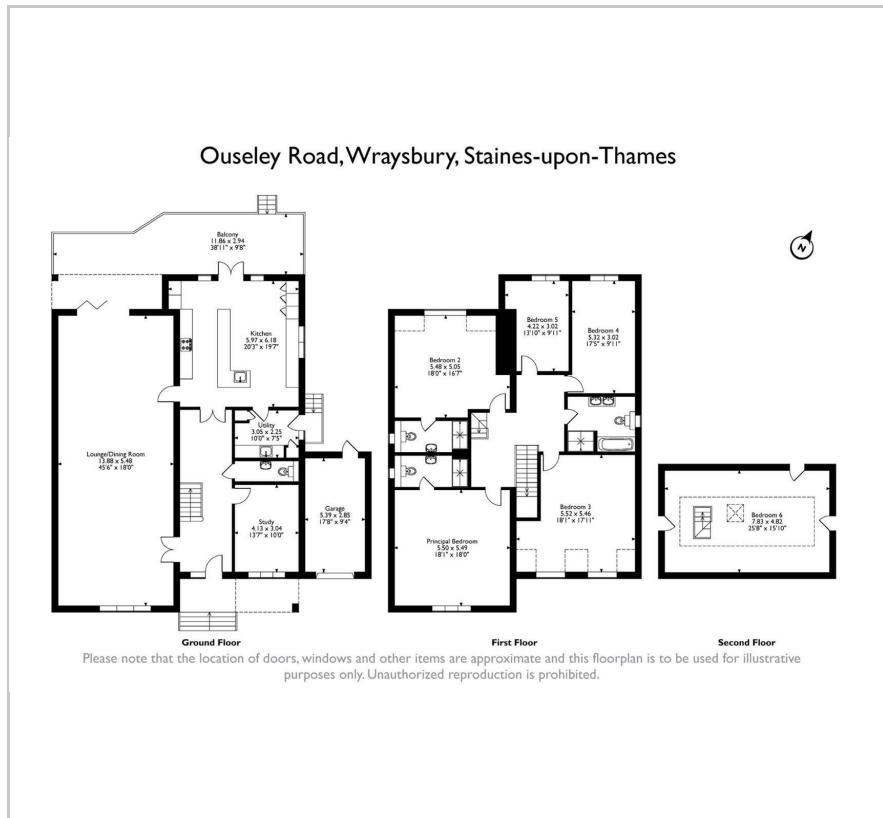 Ouseley Road, Wraysbury, Staines-upon-Thames
Balcony
11.86 x 2.94
38'11" x 9'8"
N
Kitchen
5.97 x 6.18
20'3" x 19'7"
Utility
3.05 x 2.25
10'0" x 7'5"
Lounge/Dining Room
13.88 x 5.48
45'6" x 18'0"
Study
4.13 x 3.04
13'7" x 10'0"
Garage
5.39 x 2.85
17'8" x 9'4"
Ground Floor
Bedroom 5
4.22 x 3.02
13'10" x 9'11"
Bedroom 4
5.32 x 3.02
17'5" x 9'11"
Bedroom 2
5.48 x 5.05
18'0" x 16'7"
Bedroom 3
5.52 x 5.46
18'1" x 17'11"
Principal Bedroom
5.50 x 5.49
18'1" x 18'0"
First Floor
Bedroom 6
7.83 x 4.82
25'8" x 15'10"
Second Floor
Please note that the location of doors, windows and other items are approximate and this floorplan is to be used for illustrative
purposes only. Unauthorized reproduction is prohibited.